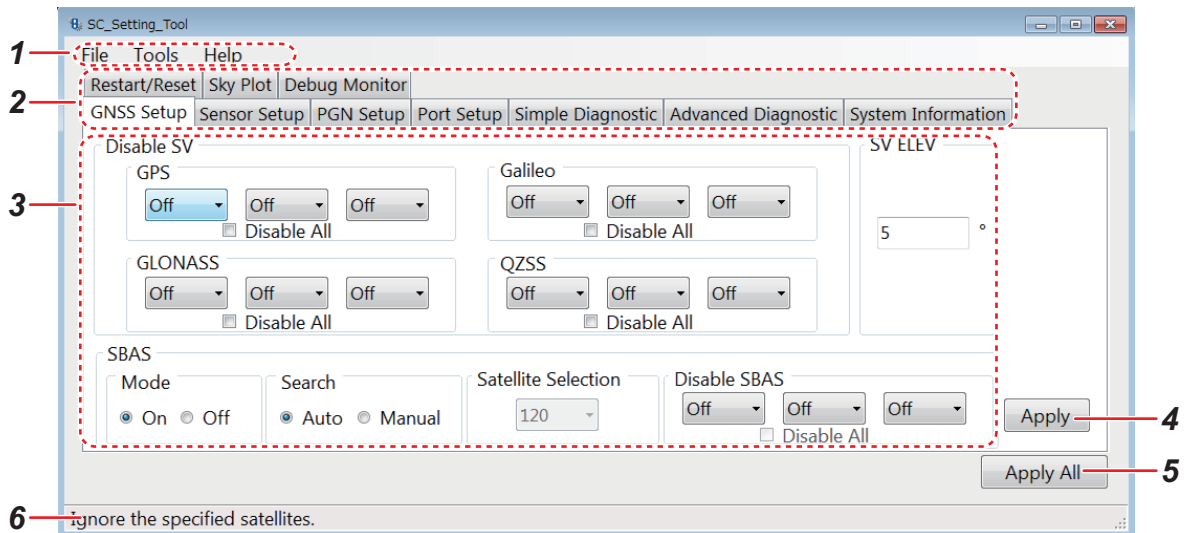 SC_Setting_Tool
1 File Tools Help
Restart/Reset Sky Plot Debug Monitor
2 GNSS Setup Sensor Setup PGN Setup Port Setup Simple Diagnostic Advanced Diagnostic System Information
Disable SV SV ELEV
GPS Galileo
3 Off Off Off Off Off Off
Disable All Disable All
5 °
GLONASS QZSS
Off Off Off Off Off Off
Disable All Disable All
SBAS
Mode Search Satellite Selection Disable SBAS
On Off Auto Manual 120 Off Off Off
Disable All
Apply 4
Apply All 5
6 Ignore the specified satellites.